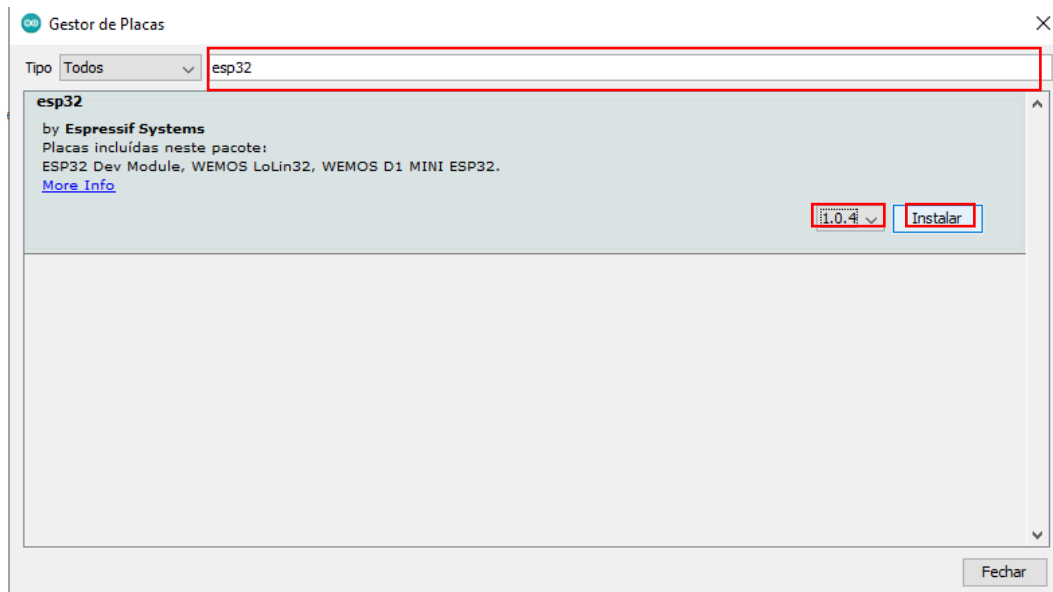 Gestor de Placas
Tipo Todos esp32
esp32
by Espressif Systems
Placas incluídas neste pacote:
ESP32 Dev Module, WEMOS LoLin32, WEMOS D1 MINI ESP32.
More Info
1.0.4 Instalar
Fechar